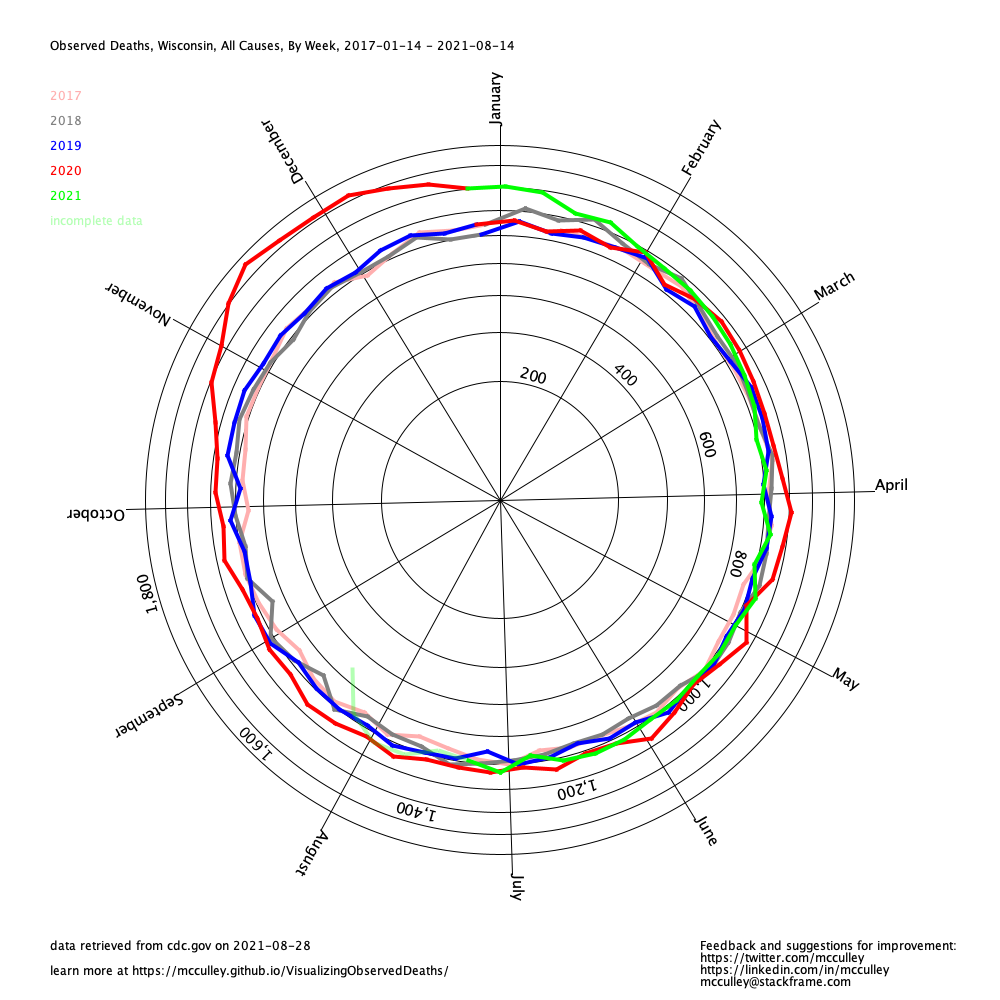 Observed Deaths, Wisconsin, All Causes, By Week, 2017-01-14 - 2021-08-14
2017
2018
2019
2020
2021
incomplete data
January
February
March
April
May
June
July
August
September
October
November
December
200
400
600
800
1,000
1,200
1,400
1,600
1,800
data retrieved from cdc.gov on 2021-08-28
learn more at https://mcculley.github.io/VisualizingObservedDeaths/
Feedback and suggestions for improvement:
https://twitter.com/mcculley
https://linkedin.com/in/mcculley
mcculley@stackframe.com